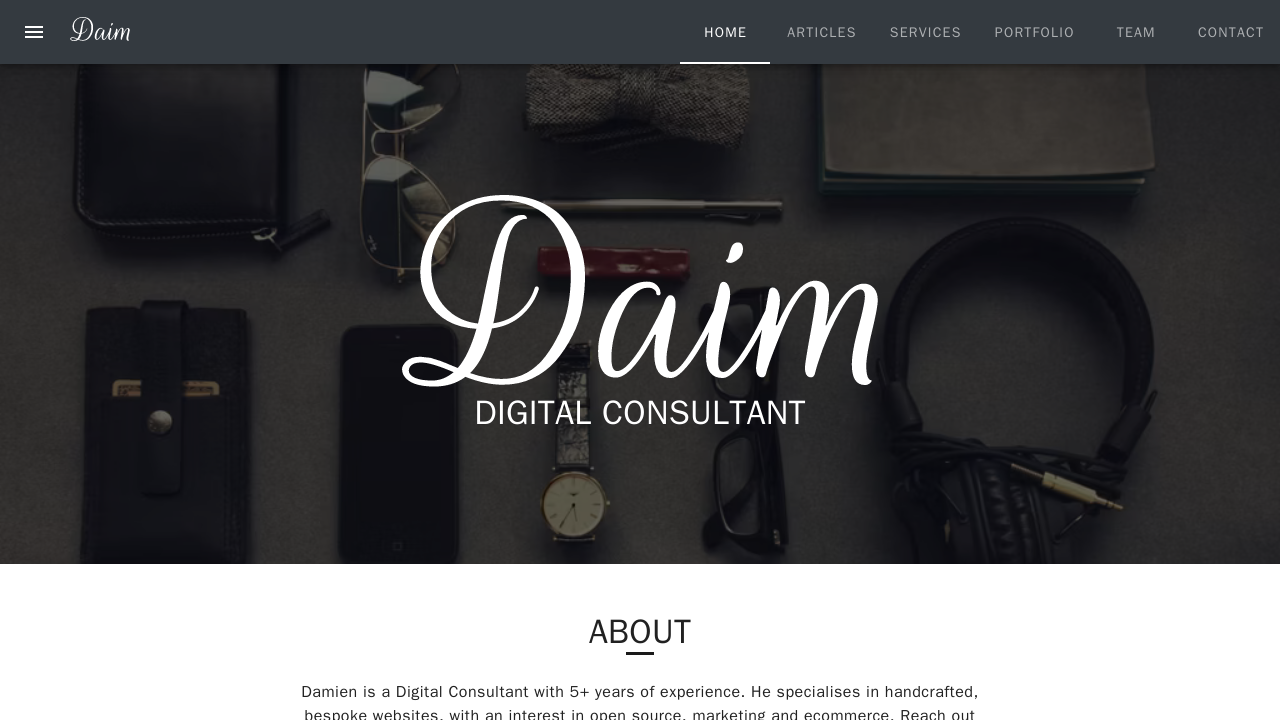 Daim
HOME ARTICLES SERVICES PORTFOLIO TEAM CONTACT
Daim
DIGITAL CONSULTANT
ABOUT
Damien is a Digital Consultant with 5+ years of experience. He specialises in handcrafted,
bespoke websites, with an interest in open source, marketing and ecommerce. Reach out